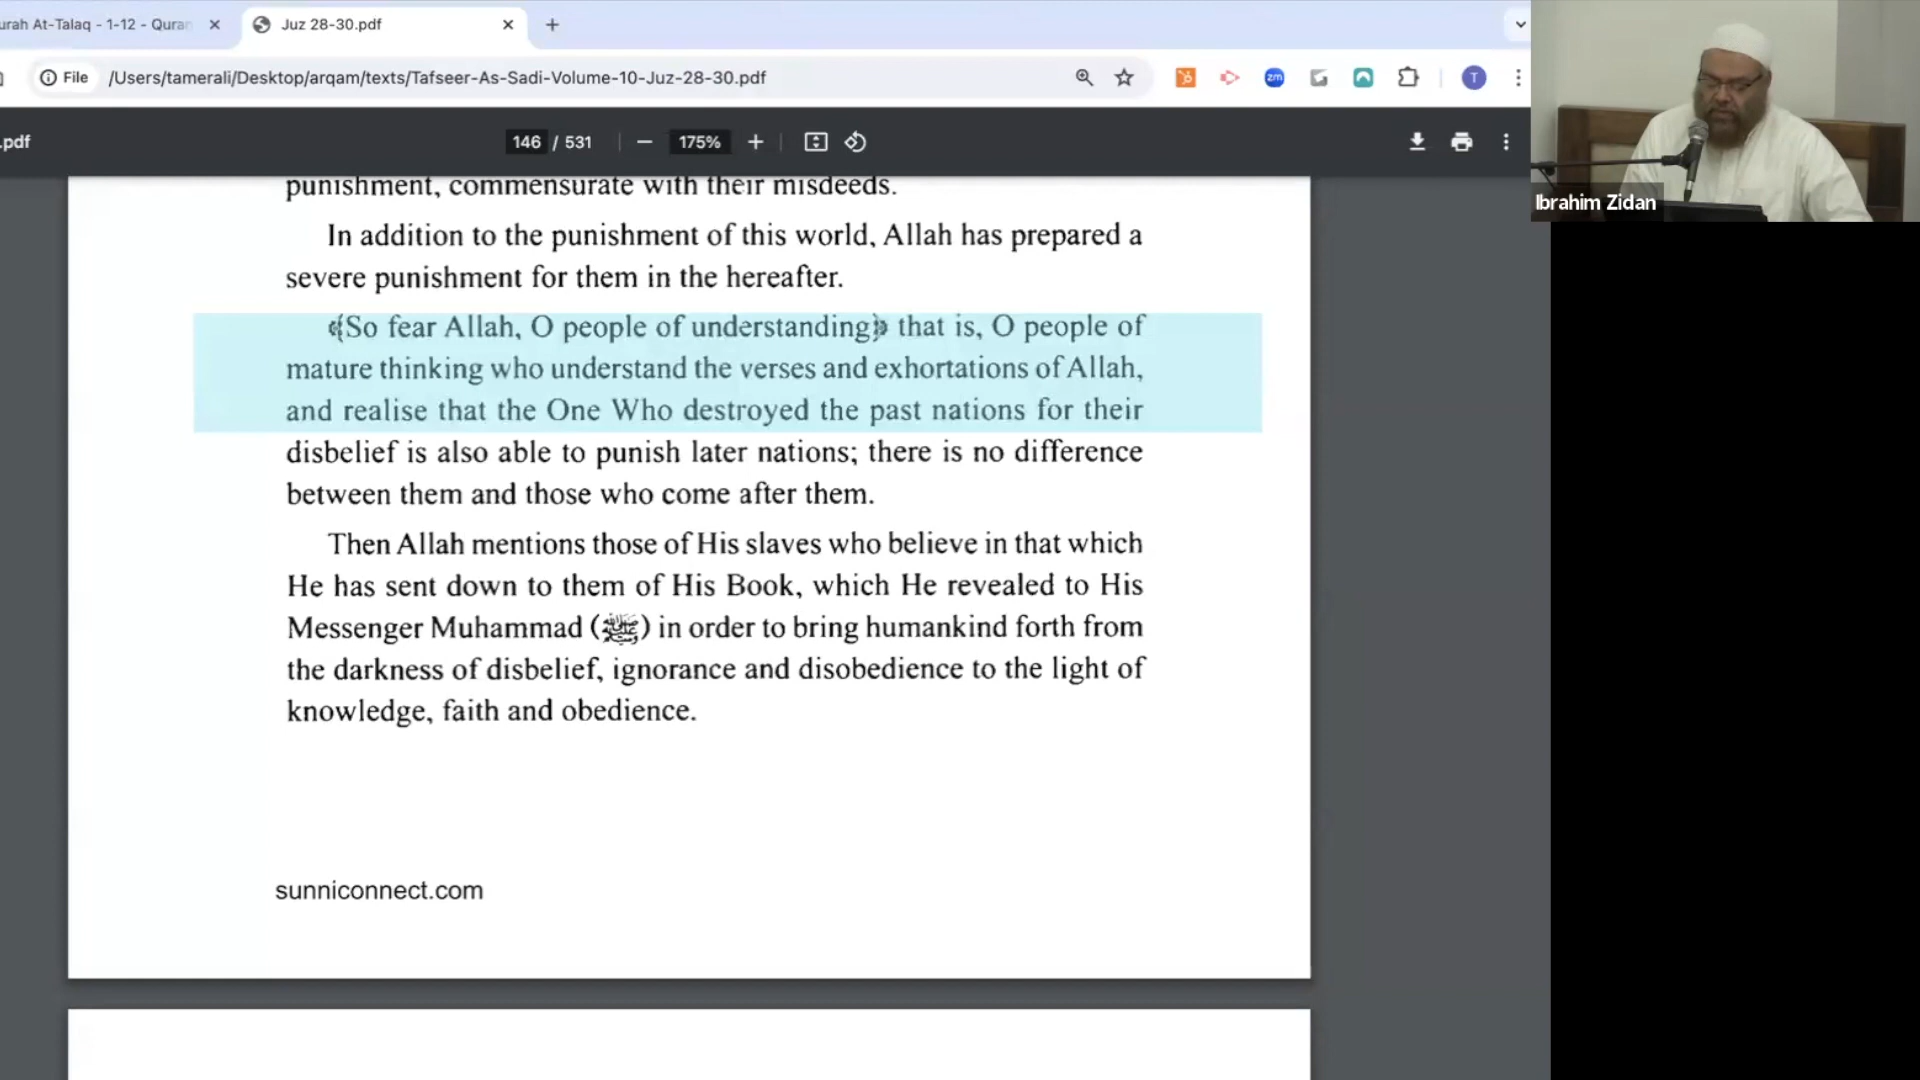 urah At-Talaq - 1-12 - Quran
Juz 28-30.pdf
File
/Users/tamerali/Desktop/arqam/texts/Tafseer-As-Sadi-Volume-10-Juz-28-30.pdf
zm
T
.pdf
146 / 531
175%
Ibrahim Zidan
punishment, commensurate with their misdeeds.
In addition to the punishment of this world, Allah has prepared a
severe punishment for them in the hereafter.
﴾So fear Allah, O people of understanding﴿ that is, O people of
mature thinking who understand the verses and exhortations of Allah,
and realise that the One Who destroyed the past nations for their
disbelief is also able to punish later nations; there is no difference
between them and those who come after them.
Then Allah mentions those of His slaves who believe in that which
He has sent down to them of His Book, which He revealed to His
Messenger Muhammad (ﷺ) in order to bring humankind forth from
the darkness of disbelief, ignorance and disobedience to the light of
knowledge, faith and obedience.
sunniconnect.com